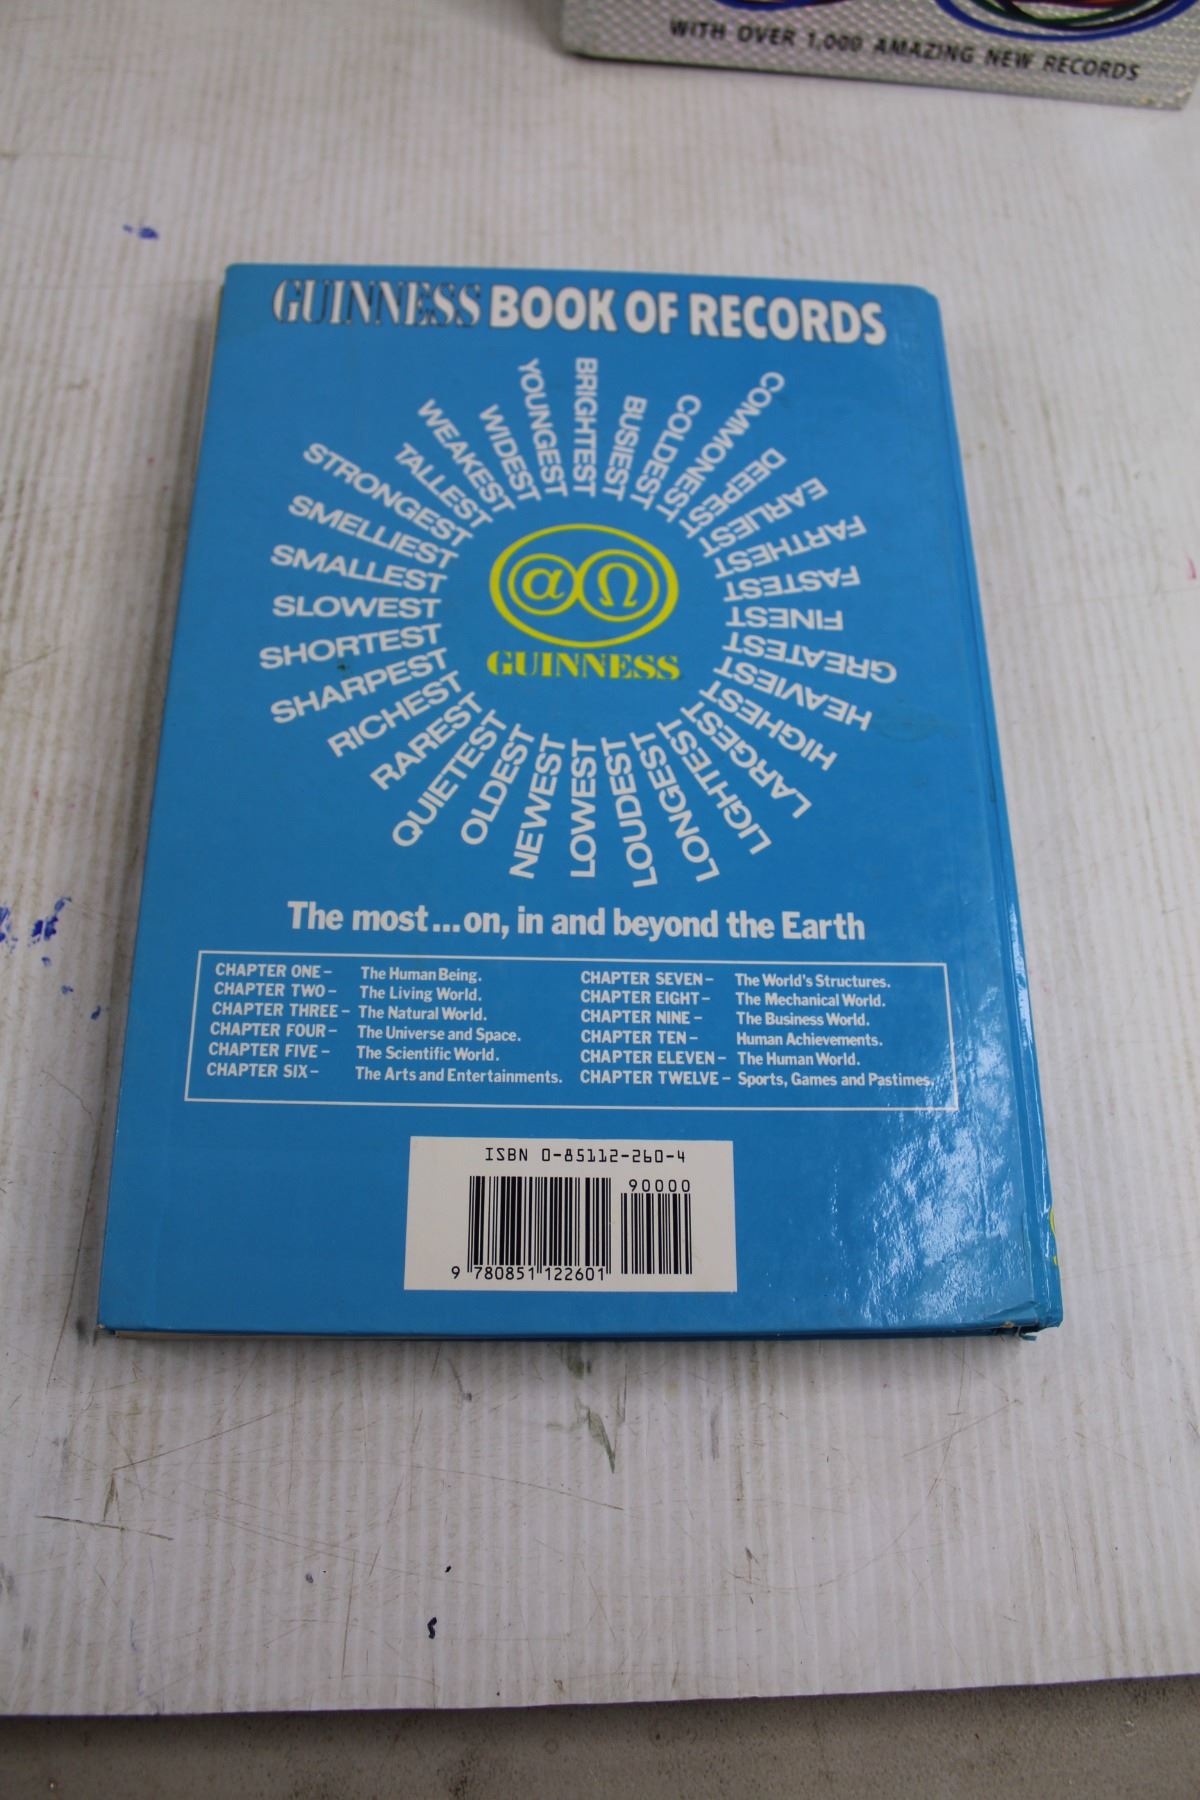 WITH OVER 1,000 AMAZING NEW RECORDS
GUINNESS BOOK OF RECORDS
BRIGHTEST
BUSIEST
COLDEST
COMMONEST
DEEPEST
EARLIEST
FARTHEST
FASTEST
FINEST
GREATEST
HEAVIEST
HIGHEST
LARGEST
LIGHTEST
LONGEST
LOUDEST
LOWEST
NEWEST
OLDEST
QUIETEST
RAREST
RICHEST
SHARPEST
SHORTEST
SLOWEST
SMALLEST
SMELLIEST
STRONGEST
TALLEST
WEAKEST
WIDEST
YOUNGEST
α Ω
GUINNESS
The most...on, in and beyond the Earth
CHAPTER ONE – The Human Being.
CHAPTER TWO – The Living World.
CHAPTER THREE – The Natural World.
CHAPTER FOUR – The Universe and Space.
CHAPTER FIVE – The Scientific World.
CHAPTER SIX – The Arts and Entertainments.
CHAPTER SEVEN – The World's Structures.
CHAPTER EIGHT – The Mechanical World.
CHAPTER NINE – The Business World.
CHAPTER TEN – Human Achievements.
CHAPTER ELEVEN – The Human World.
CHAPTER TWELVE – Sports, Games and Pastimes.
ISBN 0-85112-260-4
90000
9 780851 122601